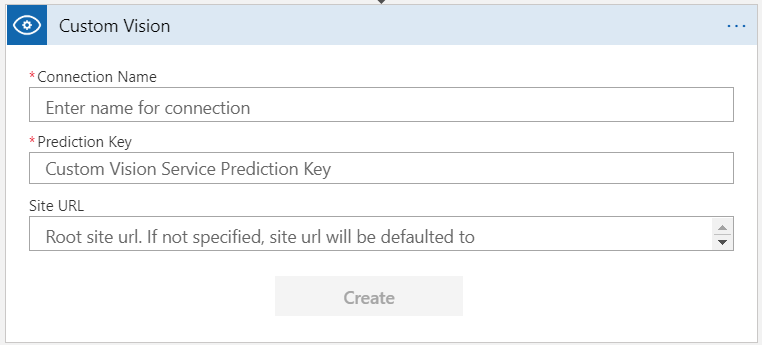 Custom Vision
*Connection Name
Enter name for connection
*Prediction Key
Custom Vision Service Prediction Key
Site URL
Root site url. If not specified, site url will be defaulted to
Create